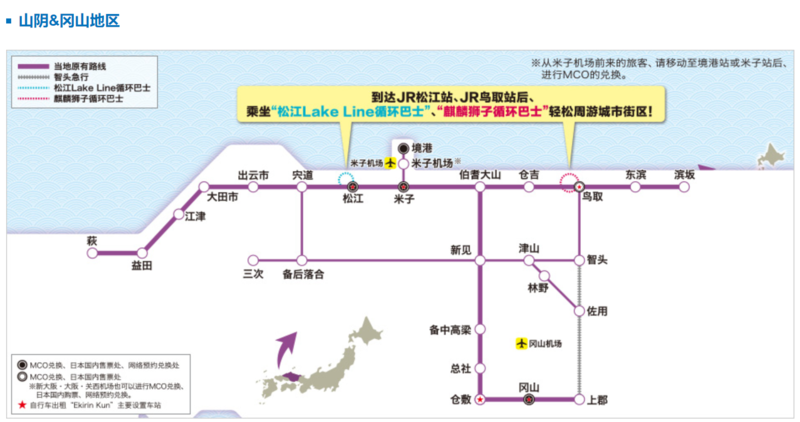 山阴&冈山地区
当地原有路线
智头急行
松江Lake Line循环巴士
麒麟狮子循环巴士
※从米子机场前来的旅客、请移动至境港站或米子站后、
进行MCO的兑换。
到达JR松江站、JR鸟取站后、
乘坐“松江Lake Line循环巴士”、“麒麟狮子循环巴士”轻松周游城市街区！
境港
米子机场
米子机场※
出云市
宍道
伯耆大山
仓吉
东滨
滨坂
大田市
松江
米子
鸟取
江津
萩
益田
三次
备后落合
新见
津山
智头
林野
佐用
备中高梁
冈山机场
总社
冈山
仓敷
上郡
MCO兑换、日本国内售票处、网络预约兑换处
MCO兑换、日本国内售票处
※新大阪・大阪・关西机场也可以进行MCO兑换、
日本国内购票、网络预约兑换。
自行车出租“Ekirin Kun”主要设置车站